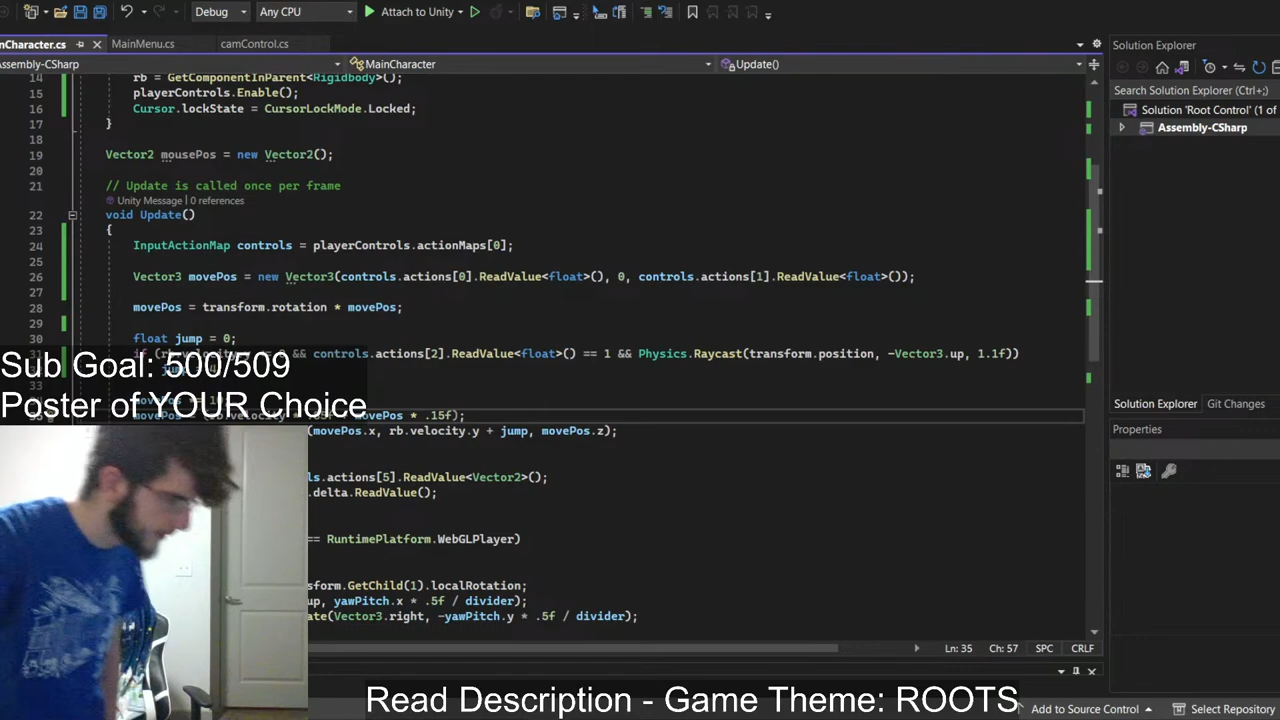 Debug
Any CPU
Attach to Unity
nCharacter.cs
MainMenu.cs
camControl.cs
Assembly-CSharp
MainCharacter
Update()
14 rb = GetComponentInParent<Rigidbody>();
15 playerControls.Enable();
16 Cursor.lockState = CursorLockMode.Locked;
17 }
18
19 Vector2 mousePos = new Vector2();
20
21 // Update is called once per frame
Unity Message | 0 references
22 void Update()
23 {
24 InputActionMap controls = playerControls.actionMaps[0];
25
26 Vector3 movePos = new Vector3(controls.actions[0].ReadValue<float>(), 0, controls.actions[1].ReadValue<float>());
27
28 movePos = transform.rotation * movePos;
29
30 float jump = 0;
31 && controls.actions[2].ReadValue<float>() == 1 && Physics.Raycast(transform.position, -Vector3.up, 1.1f))
Sub Goal: 500/509
33
Poster of YOUR Choice
movePos * .15f);
(movePos.x, rb.velocity.y + jump, movePos.z);
ls.actions[5].ReadValue<Vector2>();
.delta.ReadValue();
== RuntimePlatform.WebGLPlayer)
sform.GetChild(1).localRotation;
up, yawPitch.x * .5f / divider);
ate(Vector3.right, -yawPitch.y * .5f / divider);
Ln: 35 Ch: 57 SPC CRLF
Solution Explorer
Search Solution Explorer (Ctrl+;)
Solution 'Root Control' (1 of
Assembly-CSharp
Solution Explorer Git Changes
Properties
Read Description - Game Theme: ROOTS
Add to Source Control
Select Repository